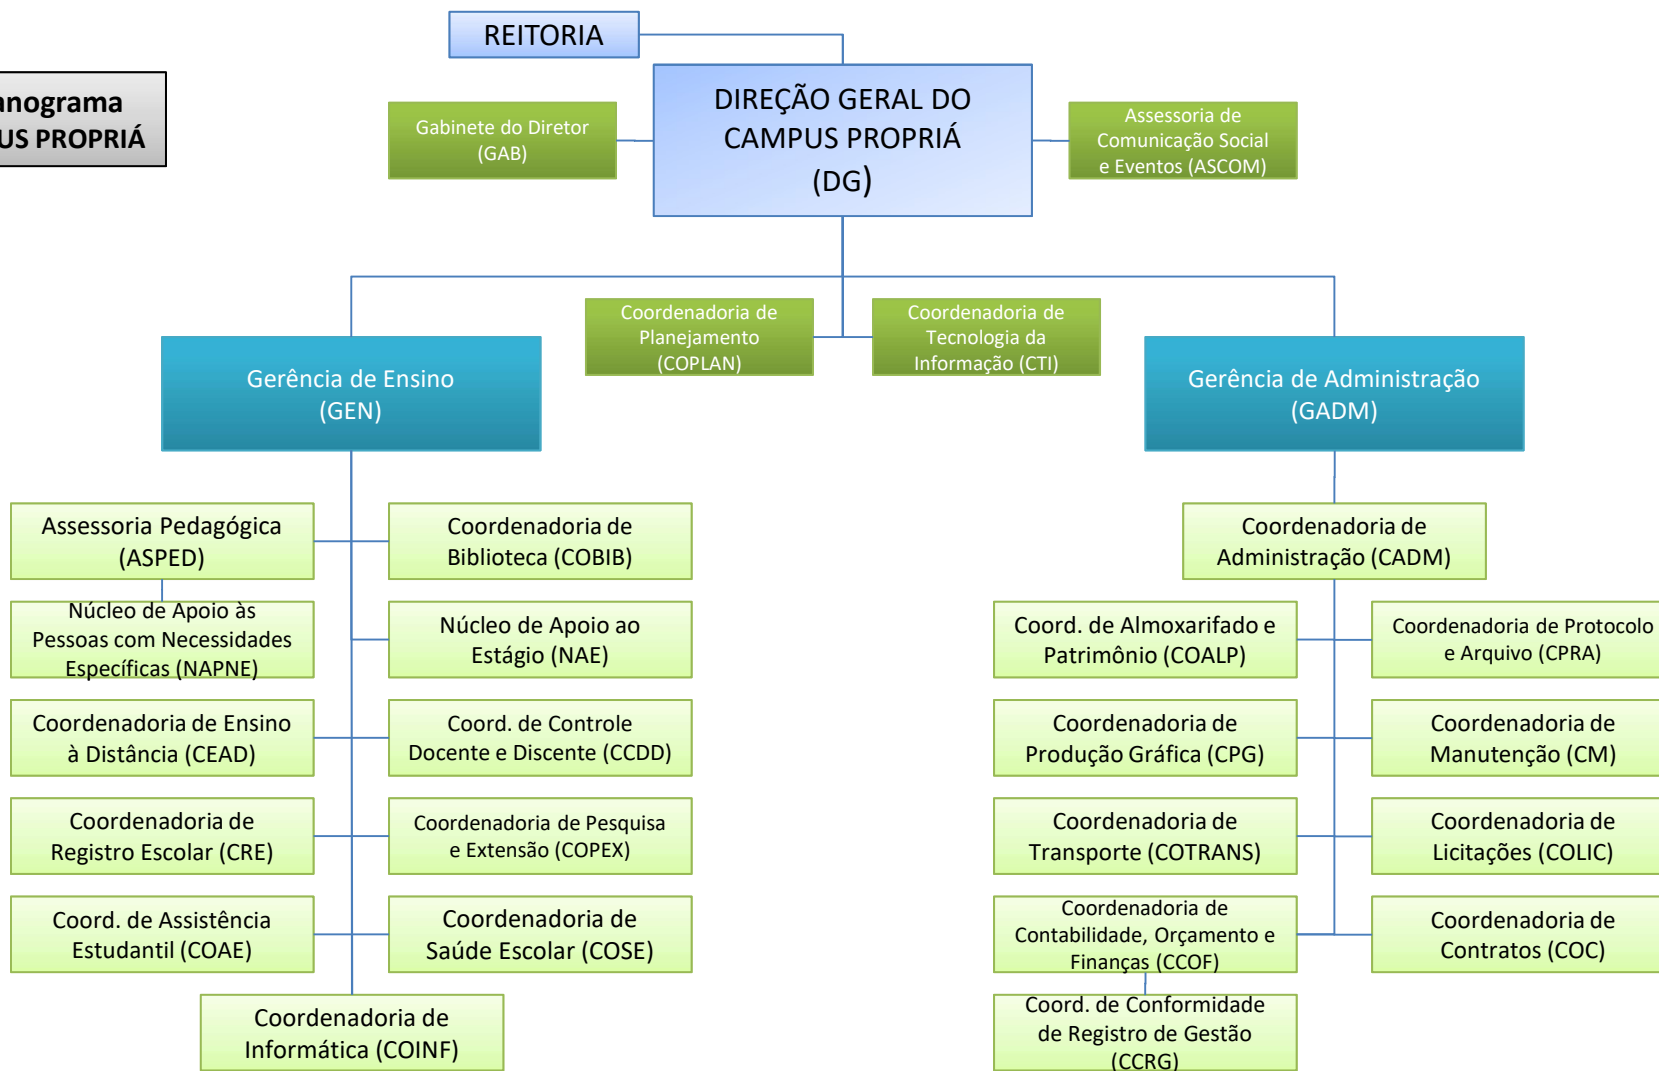 REITORIA
anograma
US PROPRIÁ
DIREÇÃO GERAL DO
CAMPUS PROPRIÁ
(DG)
Gabinete do Diretor
(GAB)
Assessoria de
Comunicação Social
e Eventos (ASCOM)
Coordenadoria de
Planejamento
(COPLAN)
Coordenadoria de
Tecnologia da
Informação (CTI)
Gerência de Ensino
(GEN)
Gerência de Administração
(GADM)
Assessoria Pedagógica
(ASPED)
Coordenadoria de
Biblioteca (COBIB)
Núcleo de Apoio às
Pessoas com Necessidades
Específicas (NAPNE)
Núcleo de Apoio ao
Estágio (NAE)
Coordenadoria de Ensino
à Distância (CEAD)
Coord. de Controle
Docente e Discente (CCDD)
Coordenadoria de
Registro Escolar (CRE)
Coordenadoria de Pesquisa
e Extensão (COPEX)
Coord. de Assistência
Estudantil (COAE)
Coordenadoria de
Saúde Escolar (COSE)
Coordenadoria de
Informática (COINF)
Coordenadoria de
Administração (CADM)
Coord. de Almoxarifado e
Patrimônio (COALP)
Coordenadoria de Protocolo
e Arquivo (CPRA)
Coordenadoria de
Produção Gráfica (CPG)
Coordenadoria de
Manutenção (CM)
Coordenadoria de
Transporte (COTRANS)
Coordenadoria de
Licitações (COLIC)
Coordenadoria de
Contabilidade, Orçamento e
Finanças (CCOF)
Coordenadoria de
Contratos (COC)
Coord. de Conformidade
de Registro de Gestão
(CCRG)